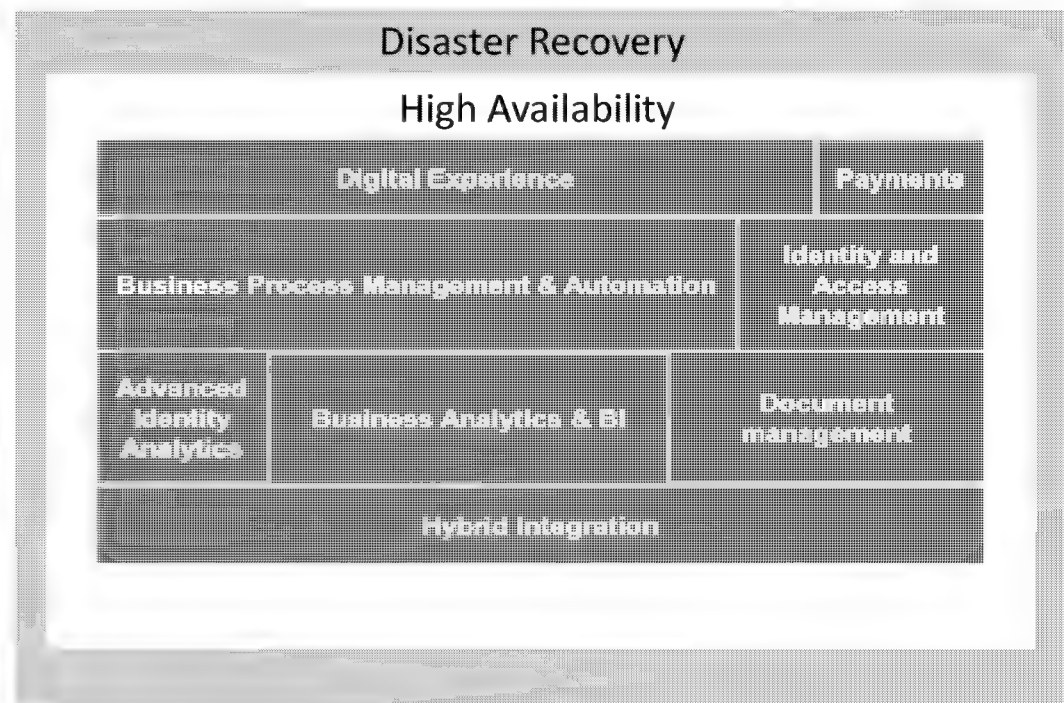 Disaster Recovery
High Availability
Digital Experience
Payments
Business Process Management & Automation
Identity and
Access
Management
Advanced
Identity
Analytics
Business Analytics & BI
Document
management
Hybrid Integration